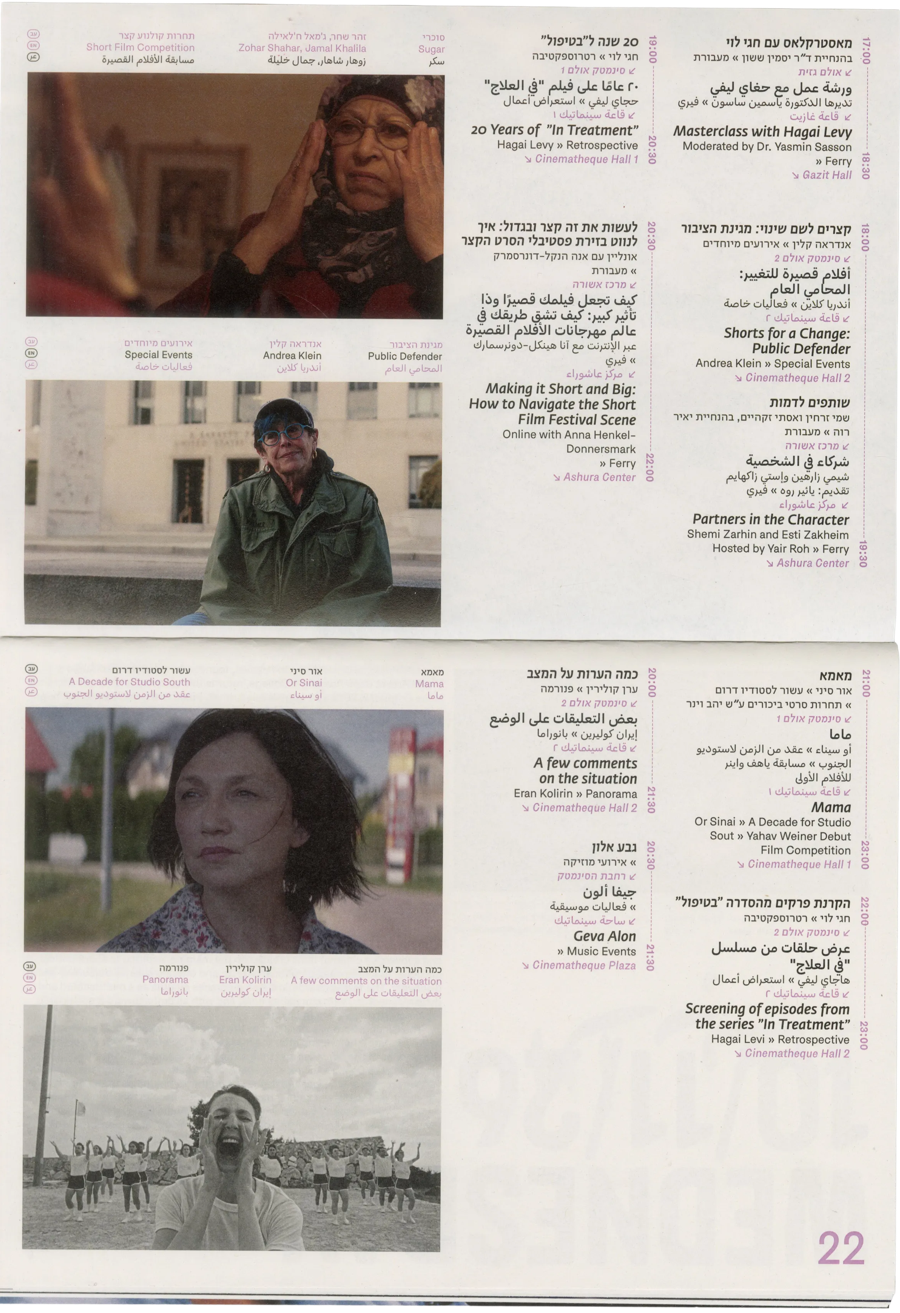 17:00
18:30
מאסטרקלאס עם חגי לוי
בהנחיית ד״ר יסמין ששון » מעבורת
↙ אולם גזית
ورشة عمل مع حغاي ليفي
تديرها الدكتورة ياسمين ساسون » فيري
↙ قاعة غازيت
Masterclass with Hagai Levy
Moderated by Dr. Yasmin Sasson
» Ferry
↘ Gazit Hall
18:00
19:30
קצרים לשם שינוי: מגינת הציבור
אנדראה קלין » אירועים מיוחדים
↙ סינמטק אולם 2
أفلام قصيرة للتغيير:
المحامي العام
أندريا كلاين » فعاليات خاصة
↙ قاعة سينماتيك ٢
Shorts for a Change:
Public Defender
Andrea Klein » Special Events
↘ Cinematheque Hall 2
שותפים לדמות
שמי זרחין ואסתי זקהיים, בהנחיית יאיר
רוה » מעבורת
↙ מרכז אשורה
شركاء في الشخصية
شيمي زارهين وإستي زاكهايم
تقديم: يائير روه » فيري
↙ مركز عاشوراء
Partners in the Character
Shemi Zarhin and Esti Zakheim
Hosted by Yair Roh » Ferry
↘ Ashura Center
19:00
20:30
20 שנה ל״בטיפול״
חגי לוי » רטרוספקטיבה
↙ סינמטק אולם 1
٢٠ عامًا على فيلم "في العلاج"
حجاي ليفي » استعراض أعمال
↙ قاعة سينماتيك ١
20 Years of "In Treatment"
Hagai Levy » Retrospective
↘ Cinematheque Hall 1
20:30
22:00
לעשות את זה קצר ובגדול: איך
לנווט בזירת פסטיבלי הסרט הקצר
אונליין עם אנה הנקל-דונרסמרק
» מעבורת
↙ מרכז אשורה
كيف تجعل فيلمك قصيرًا وذا
تأثير كبير: كيف تشق طريقك في
عالم مهرجانات الأفلام القصيرة
عبر الإنترنت مع آنا هينكل-دونرسمارك
» فيري
↙ مركز عاشوراء
Making it Short and Big:
How to Navigate the Short
Film Festival Scene
Online with Anna Henkel-
Donnersmark
» Ferry
↘ Ashura Center
סוכרי
Sugar
سكر
זהר שחר, ג׳מאל ח׳לאילה
Zohar Shahar, Jamal Khalila
זוهار شاهار, جمال خليلة
תחרות קולנוע קצר
Short Film Competition
مسابقة الأفلام القصيرة
עב
EN
عر
מגינת הציבור
Public Defender
المحامي العام
אנדראה קלין
Andrea Klein
أندريا كلاين
אירועים מיוחדים
Special Events
فعاليات خاصة
עב
EN
عر
21:00
23:00
מאמא
אור סיני » עשור לסטודיו דרום
» תחרות סרטי ביכורים ע״ש יהב וינר
↙ סינמטק אולם 1
ماما
أو سيناء » عقد من الزمن لاستوديو
الجنوب » مسابقة ياهف واينر
للأفلام الأولى
↙ قاعة سينماتيك ١
Mama
Or Sinai » A Decade for Studio
Sout » Yahav Weiner Debut
Film Competition
↘ Cinematheque Hall 1
22:00
23:00
הקרנת פרקים מהסדרה ״בטיפול״
חגי לוי » רטרוספקטיבה
↙ סינמטק אולם 2
عرض حلقات من مسلسل
"في العلاج"
هاجاي ليفي » استعراض أعمال
↙ قاعة سينماتيك ٢
Screening of episodes from
the series "In Treatment"
Hagai Levi » Retrospective
↘ Cinematheque Hall 2
20:00
21:30
כמה הערות על המצב
ערן קולירין » פנורמה
↙ סינמטק אולם 2
بعض التعليقات على الوضع
إيران كوليرين » بانوراما
↙ قاعة سينماتيك ٢
A few comments
on the situation
Eran Kolirin » Panorama
↘ Cinematheque Hall 2
20:30
21:30
גבע אלון
» אירועי מוזיקה
↙ רחבת הסינמטק
جيفا ألون
» فعاليات موسيقية
↙ ساحة سينماتيك
Geva Alon
» Music Events
↘ Cinematheque Plaza
מאמא
Mama
ماما
אור סיני
Or Sinai
أو سيناء
עשור לסטודיו דרום
A Decade for Studio South
عقد من الزمن لاستوديو الجنوب
עב
EN
عر
כמה הערות על המצב
A few comments on the situation
بعض التعليقات على الوضع
ערן קולירין
Eran Kolirin
إيران كوليرين
פנורמה
Panorama
بانوراما
עב
EN
عر
22